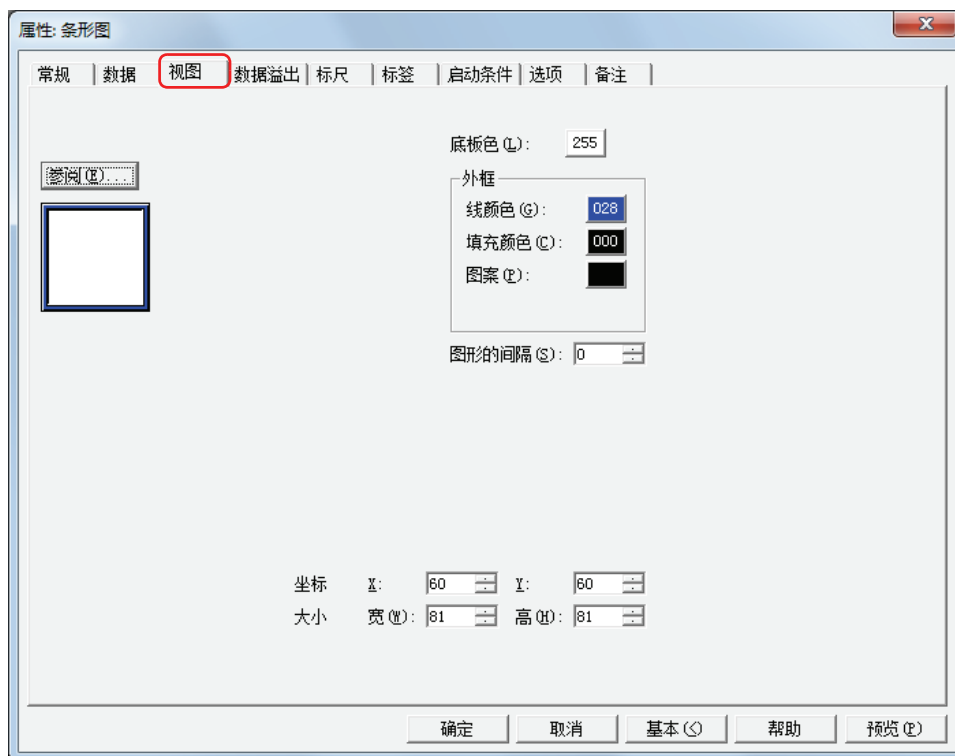 属性: 条形图
常规 数据 视图 数据溢出 标尺 标签 启动条件 选项 备注
底板色(L): 255
参阅(E)...
外框
线颜色(G): 028
填充颜色(C): 000
图案(P):
图形的间隔(S): 0
坐标 X: 60 Y: 60
大小 宽(W): 81 高(H): 81
确定 取消 基本(<) 帮助 预览(P)